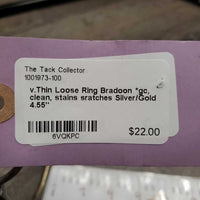 The Tack Collector
1001973-100
v.Thin Loose Ring Bradoon *gc,
clean, stains sratches Silver/Gold
4.55"
$22.00
6VQKPC